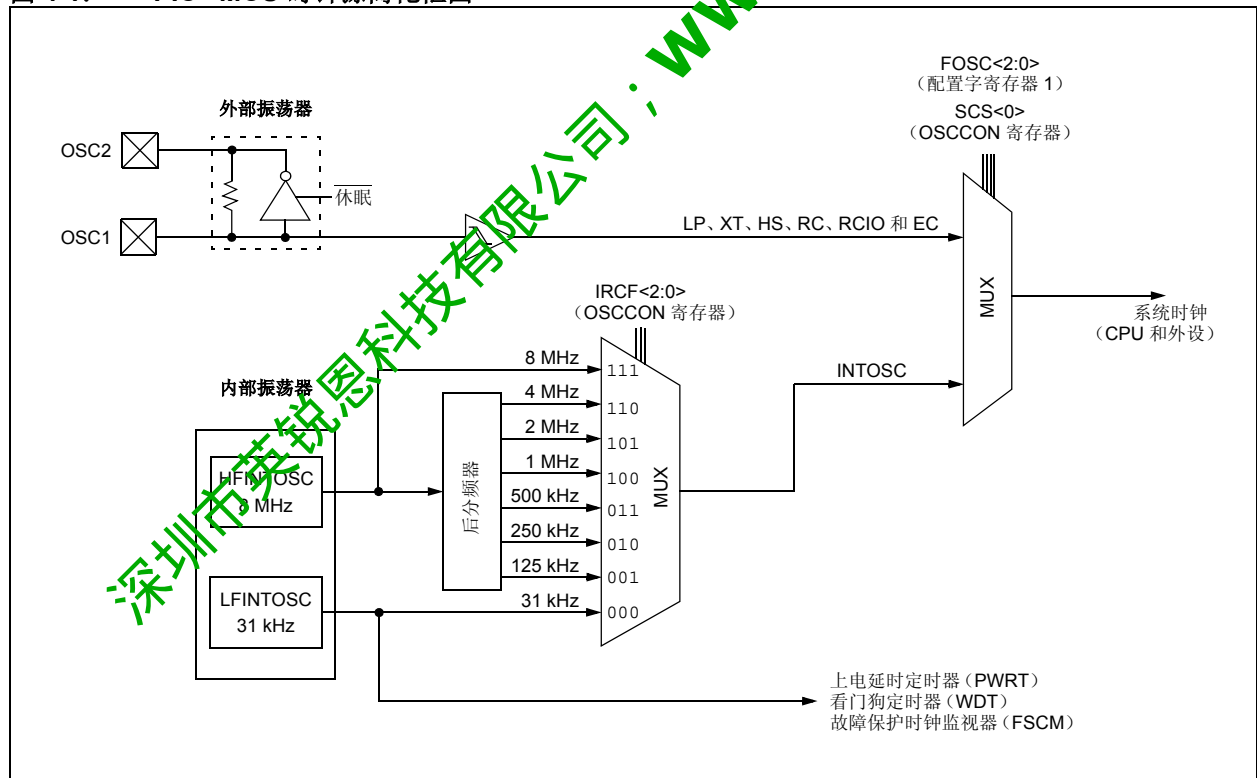 FOSC<2:0>
（配置字寄存器 1）
SCS<0>
（OSCCON 寄存器）
外部振荡器
OSC2
休眠
OSC1
LP、XT、HS、RC、RCIO 和 EC
MUX
系统时钟
（CPU 和外设）
IRCF<2:0>
（OSCCON 寄存器）
INTOSC
内部振荡器
HFINTOSC
8 MHz
LFINTOSC
31 kHz
后分频器
8 MHz
111
4 MHz
110
2 MHz
101
1 MHz
100
500 kHz
011
250 kHz
010
125 kHz
001
31 kHz
000
MUX
上电延时定时器（PWRT）
看门狗定时器（WDT）
故障保护时钟监视器（FSCM）
深圳市英锐恩科技有限公司；WW